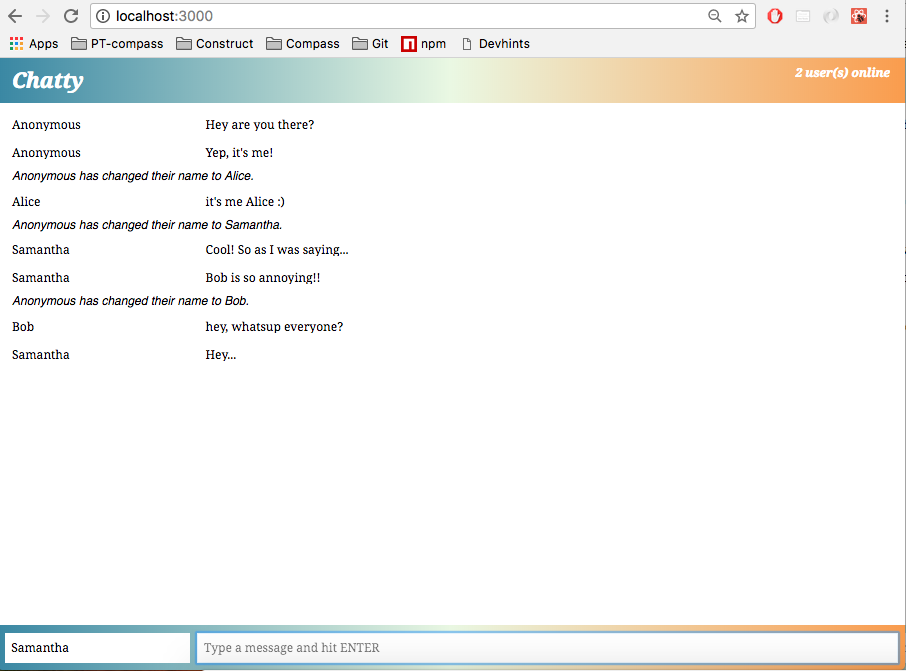 localhost:3000
Apps PT-compass Construct Compass Git npm Devhints
Chatty 2 user(s) online
Anonymous Hey are you there?
Anonymous Yep, it's me!
Anonymous has changed their name to Alice.
Alice it's me Alice :)
Anonymous has changed their name to Samantha.
Samantha Cool! So as I was saying...
Samantha Bob is so annoying!!
Anonymous has changed their name to Bob.
Bob hey, whatsup everyone?
Samantha Hey...
Samantha Type a message and hit ENTER